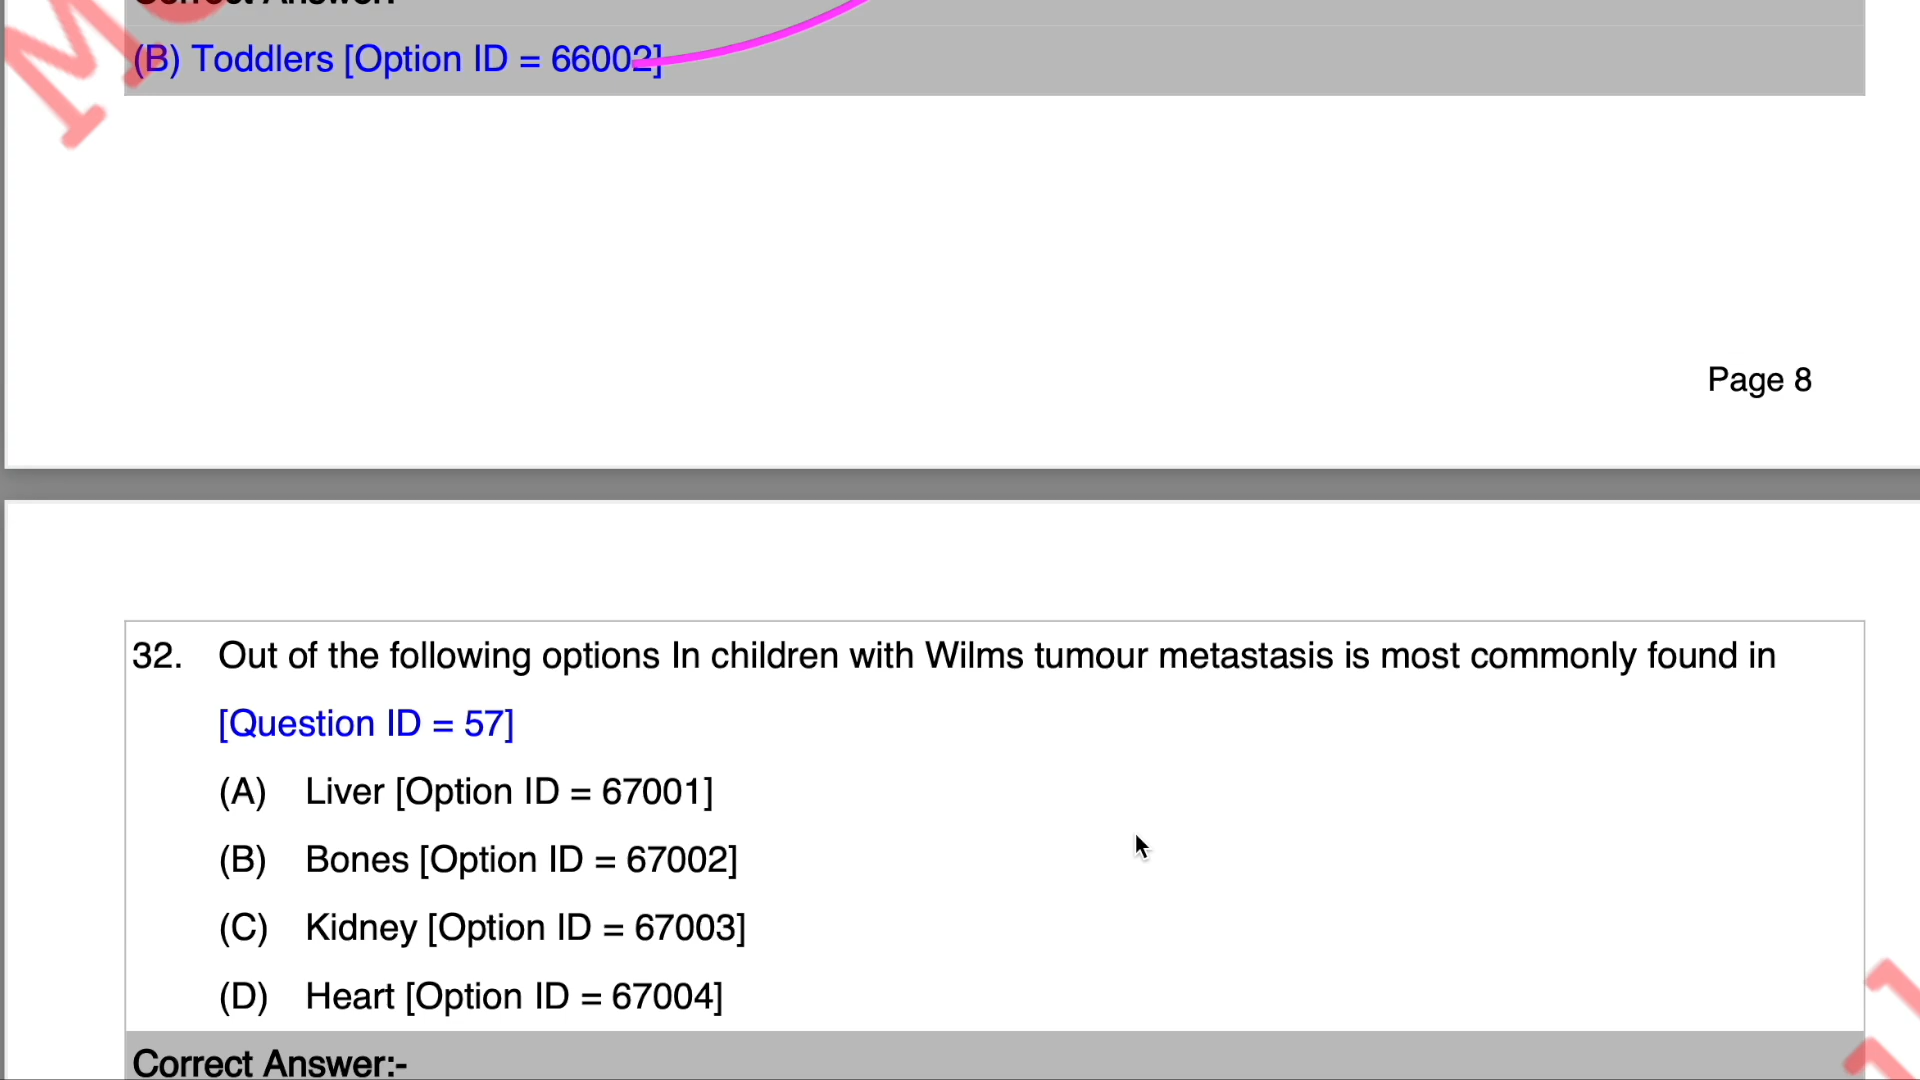 Correct Answer:-
(B) Toddlers [Option ID = 66002]
Page 8
32. Out of the following options In children with Wilms tumour metastasis is most commonly found in
[Question ID = 57]
(A) Liver [Option ID = 67001]
(B) Bones [Option ID = 67002]
(C) Kidney [Option ID = 67003]
(D) Heart [Option ID = 67004]
Correct Answer:-